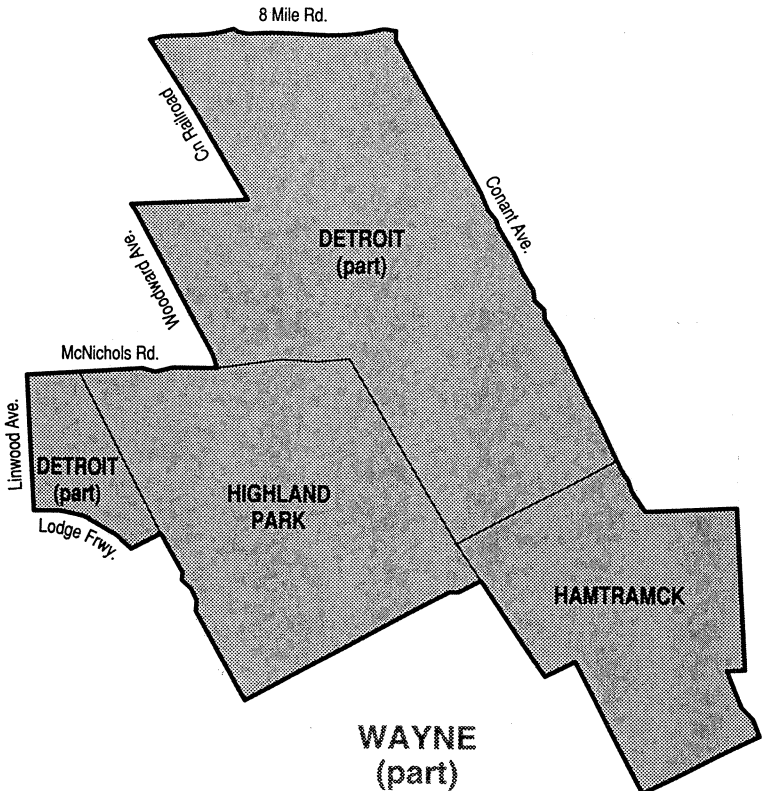 8 Mile Rd.
Cn Railroad
Conant Ave.
DETROIT
(part)
Woodward Ave.
McNichols Rd.
Linwood Ave.
DETROIT
(part)
HIGHLAND
PARK
Lodge Frwy.
HAMTRAMCK
WAYNE
(part)